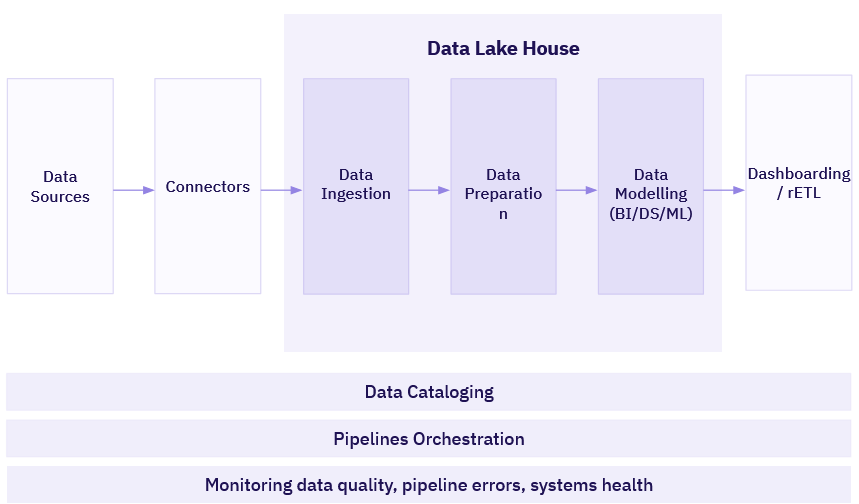 Data Lake House
Data
Sources
Connectors
Data
Ingestion
Data
Preparatio
n
Data
Modelling
(BI/DS/ML)
Dashboarding
/ rETL
Data Cataloging
Pipelines Orchestration
Monitoring data quality, pipeline errors, systems health